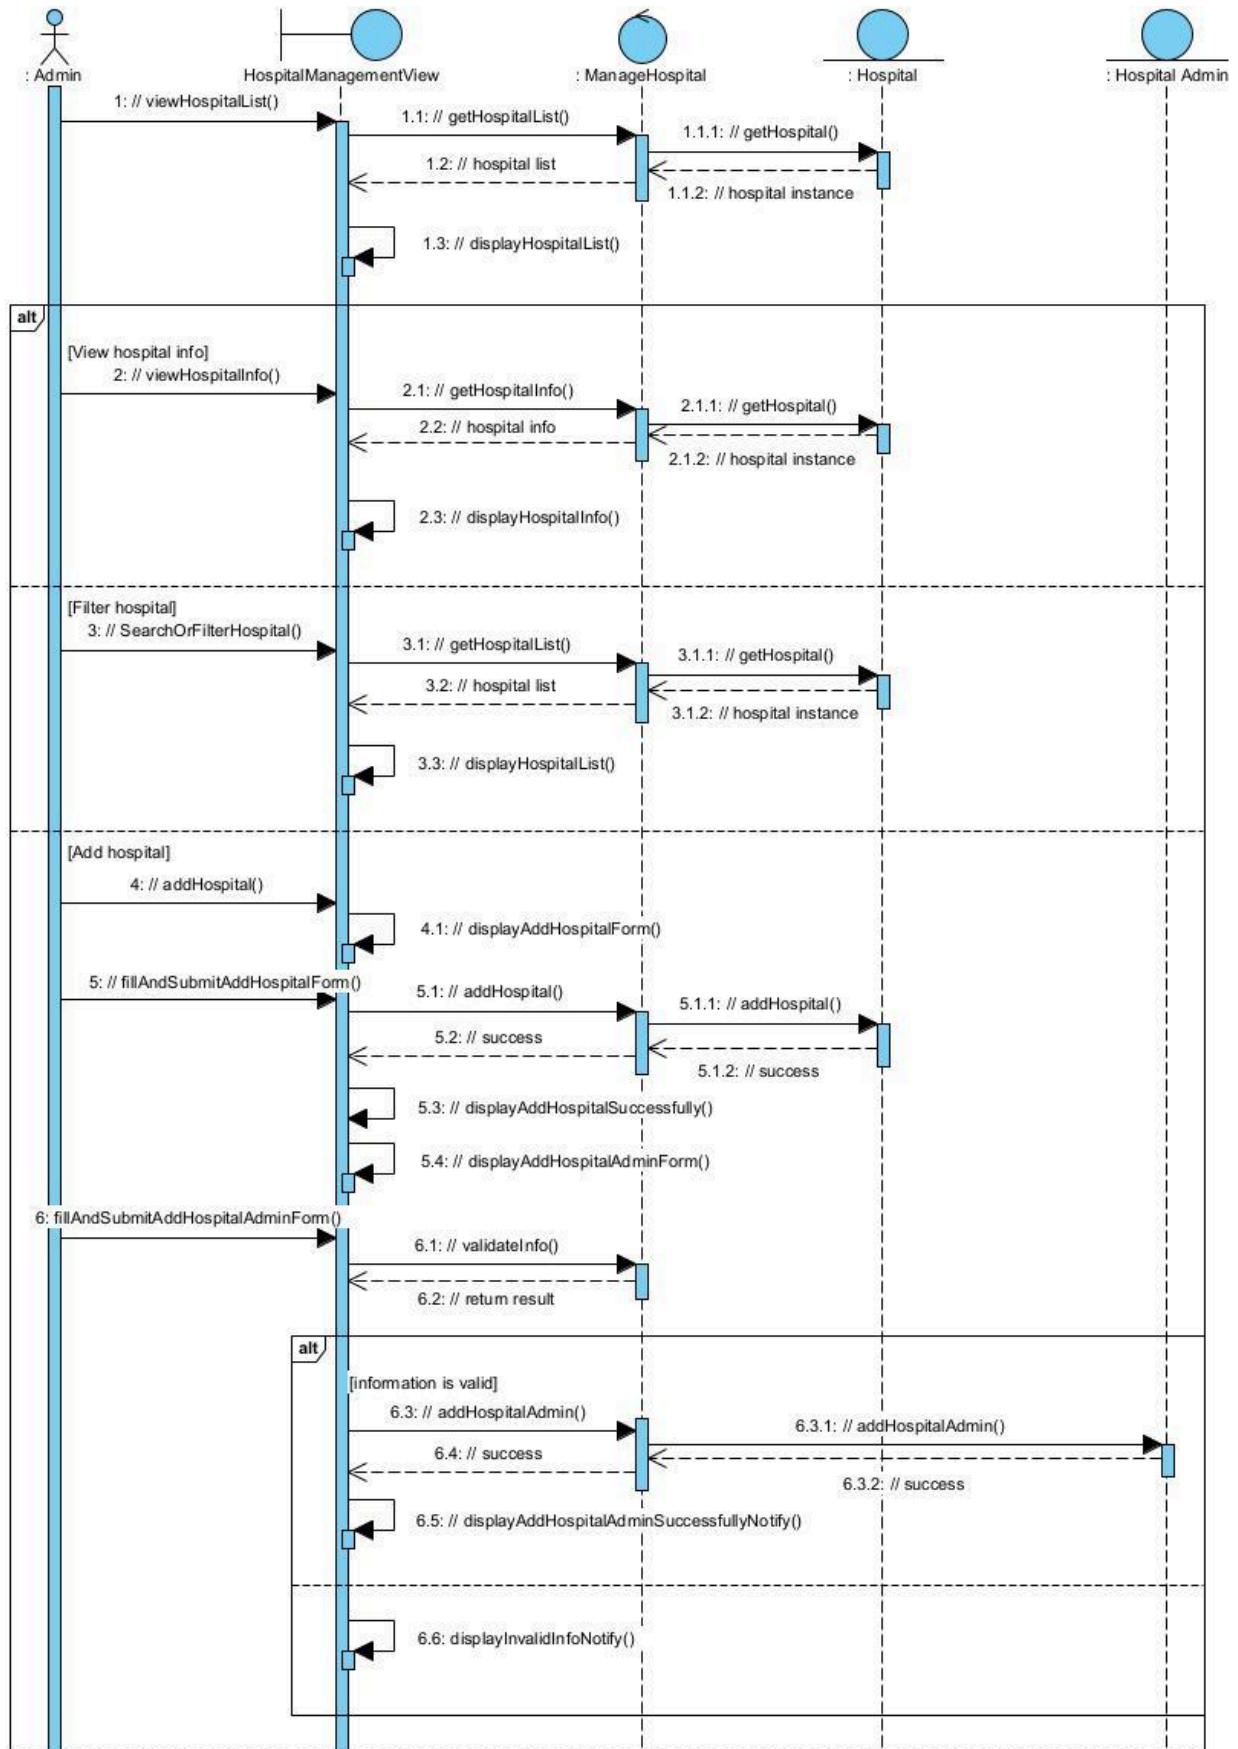 : Admin
HospitalManagementView
: ManageHospital
: Hospital
: Hospital Admin
1: // viewHospitalList()
1.1: // getHospitalList()
1.1.1: // getHospital()
1.2: // hospital list
1.1.2: // hospital instance
1.3: // displayHospitalList()
alt
[View hospital info]
2: // viewHospitalInfo()
2.1: // getHospitalInfo()
2.1.1: // getHospital()
2.2: // hospital info
2.1.2: // hospital instance
2.3: // displayHospitalInfo()
[Filter hospital]
3: // SearchOrFilterHospital()
3.1: // getHospitalList()
3.1.1: // getHospital()
3.2: // hospital list
3.1.2: // hospital instance
3.3: // displayHospitalList()
[Add hospital]
4: // addHospital()
4.1: // displayAddHospitalForm()
5: // fillAndSubmitAddHospitalForm()
5.1: // addHospital()
5.1.1: // addHospital()
5.2: // success
5.1.2: // success
5.3: // displayAddHospitalSuccessfully()
5.4: // displayAddHospitalAdminForm()
6: fillAndSubmitAddHospitalAdminForm()
6.1: // validateInfo()
6.2: // return result
alt
[information is valid]
6.3: // addHospitalAdmin()
6.3.1: // addHospitalAdmin()
6.4: // success
6.3.2: // success
6.5: // displayAddHospitalAdminSuccessfullyNotify()
6.6: displayInvalidInfoNotify()